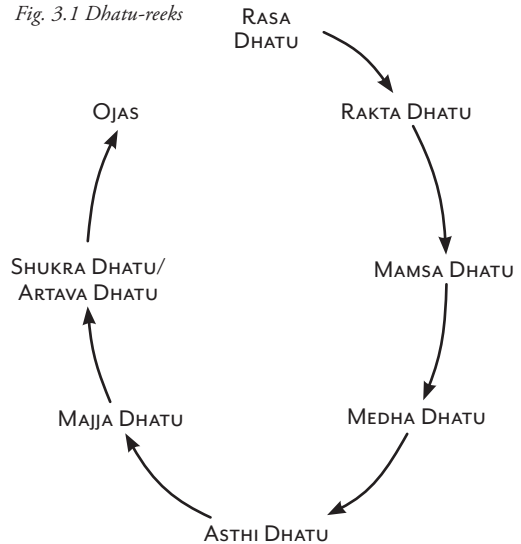 Fig. 3.1 Dhatu-reeks
Rasa
Dhatu
Rakta Dhatu
Mamsa Dhatu
Medha Dhatu
Asthi Dhatu
Majja Dhatu
Shukra Dhatu/
Artava Dhatu
Ojas